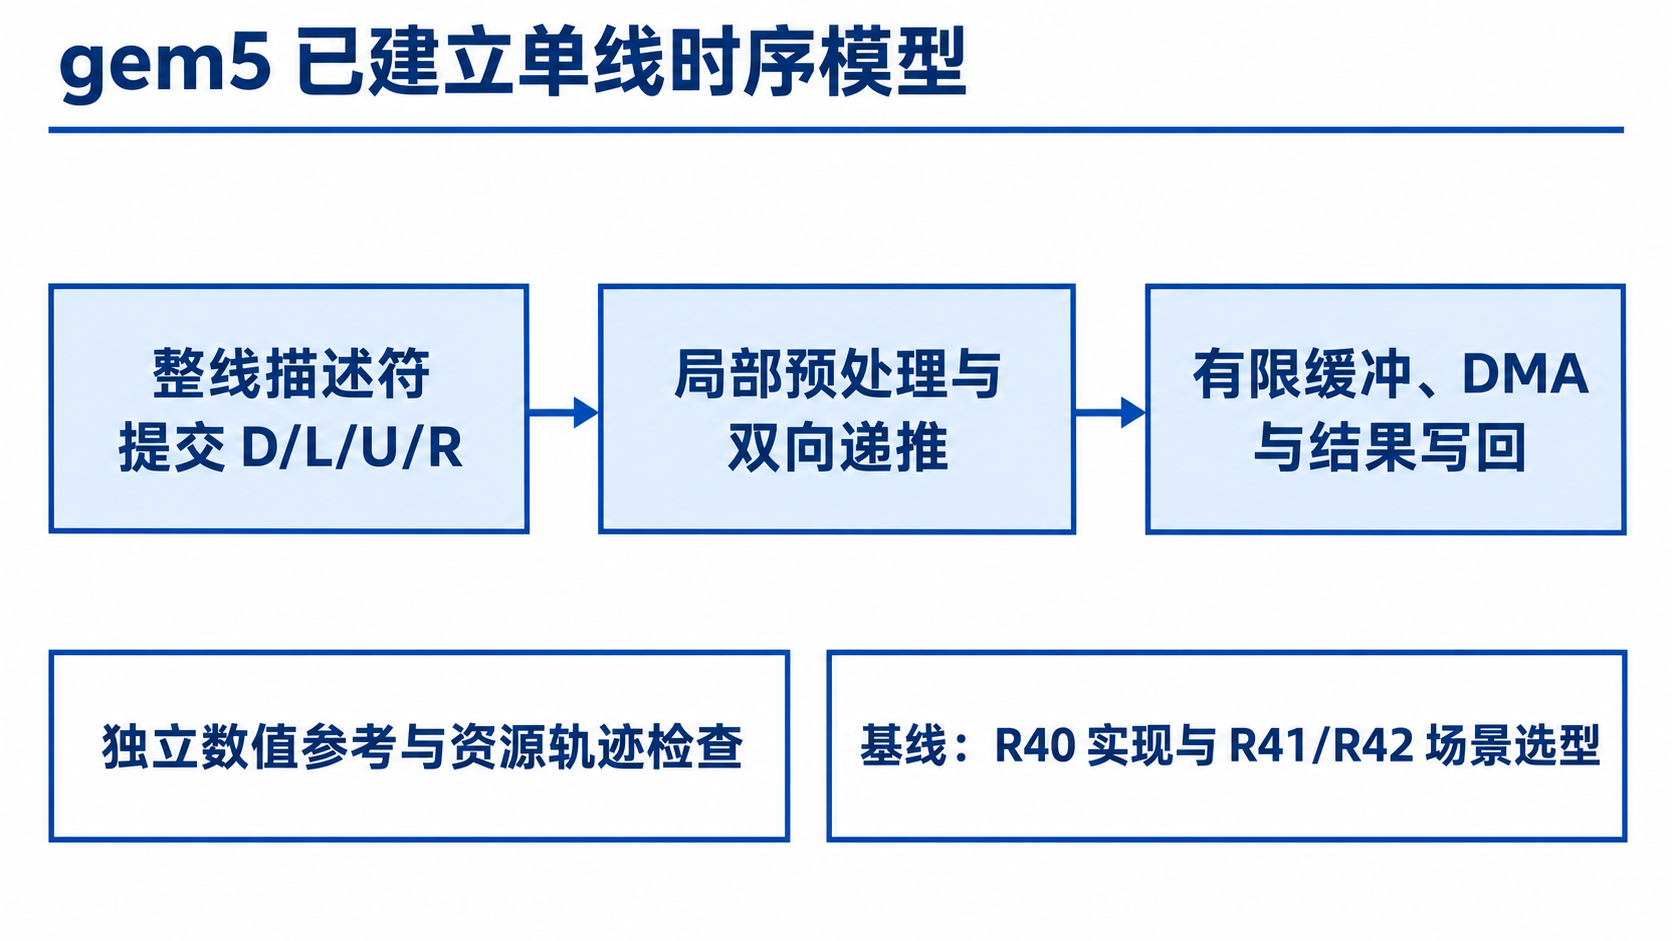 gem5 已建立单线时序模型
整线描述符
提交 D/L/U/R
局部预处理与
双向递推
有限缓冲、DMA
与结果写回
独立数值参考与资源轨迹检查
基线：R40 实现与 R41/R42 场景选型